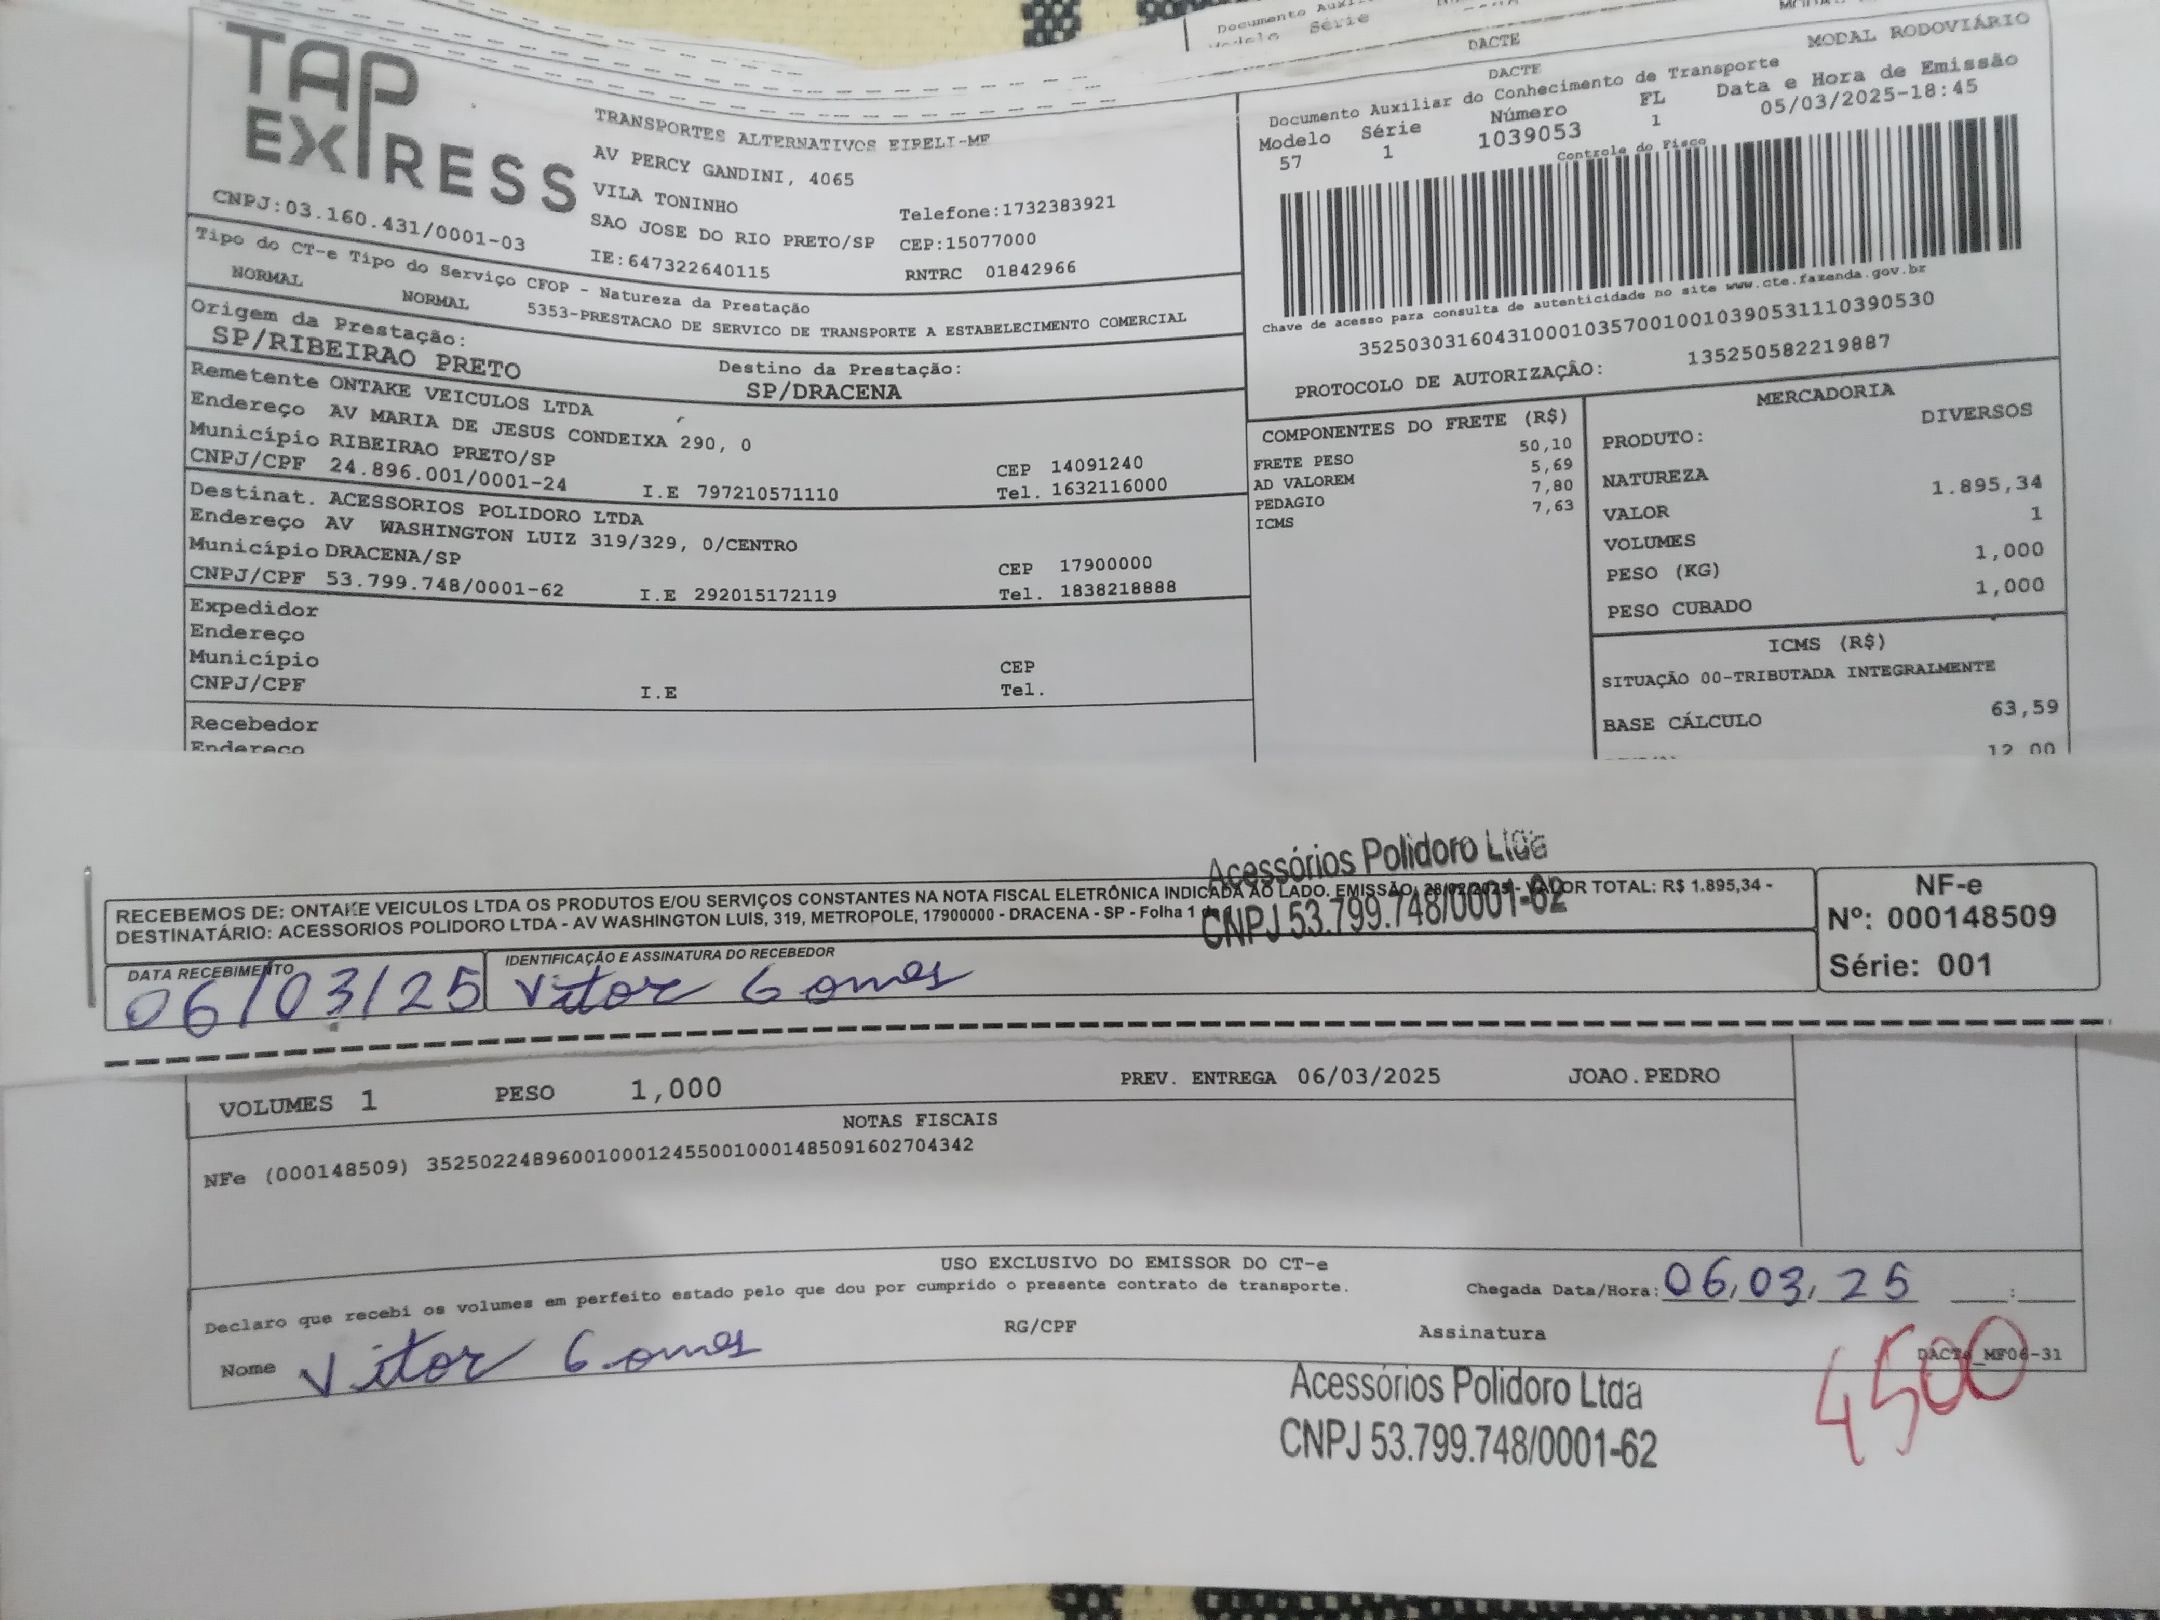 Documento
Série
DACTE
MODAL RODOVIÁRIO
TAP
EXPRESS
CNPJ:03.160.431/0001-03
TRANSPORTES ALTERNATIVOS EIRELI-ME
AV PERCY GANDINI, 4065
VILA TONINHO
SAO JOSE DO RIO PRETO/SP
IE:647322640115
Telefone:1732383921
CEP:15077000
RNTRC 01842966
DACTE
Documento Auxiliar do Conhecimento de Transporte
Modelo Série Número FL Data e Hora de Emissão
57 1 1039053 1 05/03/2025-18:45
Controle do Fisco
Chave de acesso para consulta de autenticidade no site www.cte.fazenda.gov.br
35250303160431000103570010010390531110390530
PROTOCOLO DE AUTORIZAÇÃO: 135250582219887
Tipo do CT-e Tipo do Serviço CFOP - Natureza da Prestação
NORMAL NORMAL 5353-PRESTACAO DE SERVICO DE TRANSPORTE A ESTABELECIMENTO COMERCIAL
Origem da Prestação: Destino da Prestação:
SP/RIBEIRAO PRETO SP/DRACENA
Remetente ONTAKE VEICULOS LTDA
Endereço AV MARIA DE JESUS CONDEIXA 290, 0
Município RIBEIRAO PRETO/SP CEP 14091240
CNPJ/CPF 24.896.001/0001-24 I.E 797210571110 Tel. 1632116000
Destinat. ACESSORIOS POLIDORO LTDA
Endereço AV WASHINGTON LUIZ 319/329, 0/CENTRO
Município DRACENA/SP CEP 17900000
CNPJ/CPF 53.799.748/0001-62 I.E 292015172119 Tel. 1838218888
Expedidor
Endereço
Município CEP
CNPJ/CPF I.E Tel.
Recebedor
Endereço
COMPONENTES DO FRETE (R$)
FRETE PESO 50,10
AD VALOREM 5,69
PEDAGIO 7,80
ICMS 7,63
MERCADORIA
PRODUTO: DIVERSOS
NATUREZA
VALOR 1.895,34
VOLUMES 1
PESO (KG) 1,000
PESO CUBADO 1,000
ICMS (R$)
SITUAÇÃO 00-TRIBUTADA INTEGRALMENTE
BASE CÁLCULO 63,59
12,00
Acessórios Polidoro Ltda
CNPJ 53.799.748/0001-62
RECEBEMOS DE: ONTAKE VEICULOS LTDA OS PRODUTOS E/OU SERVIÇOS CONSTANTES NA NOTA FISCAL ELETRÔNICA INDICADA AO LADO. EMISSÃO: 28/02/2025 - VALOR TOTAL: R$ 1.895,34 -
DESTINATÁRIO: ACESSORIOS POLIDORO LTDA - AV WASHINGTON LUIS, 319, METROPOLE, 17900000 - DRACENA - SP - Folha 1
NF-e
Nº: 000148509
Série: 001
DATA RECEBIMENTO
06/03/25
IDENTIFICAÇÃO E ASSINATURA DO RECEBEDOR
Vitor Gomes
VOLUMES 1 PESO 1,000 PREV. ENTREGA 06/03/2025 JOAO.PEDRO
NOTAS FISCAIS
NFe (000148509) 35250224896001000124550010001485091602704342
USO EXCLUSIVO DO EMISSOR DO CT-e
Declaro que recebi os volumes em perfeito estado pelo que dou por cumprido o presente contrato de transporte.
Chegada Data/Hora: 06/03/25 __:__
Nome Vitor Gomes RG/CPF Assinatura
DACTe_MF06-31
4500
Acessórios Polidoro Ltda
CNPJ 53.799.748/0001-62